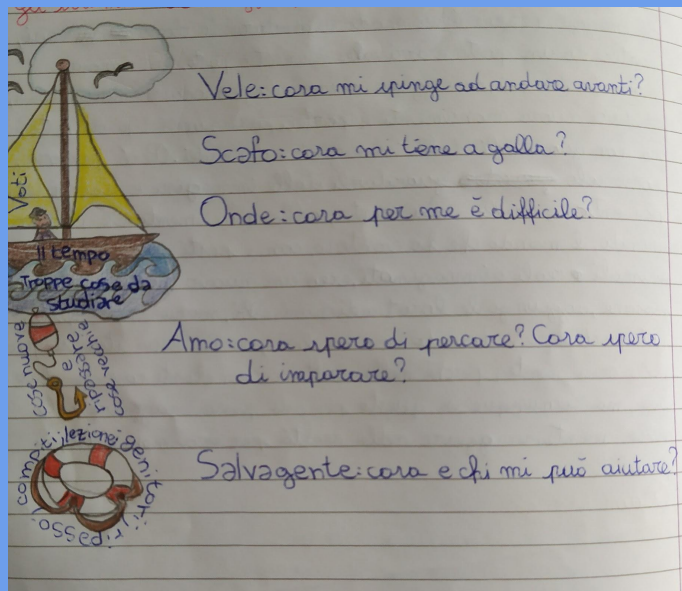 Vele: cosa mi spinge ad andare avanti?
Scafo: cosa mi tiene a galla?
Onde: cosa per me è difficile?
Voti
Il tempo
Troppe cose da
studiare
Amo: cosa spero di pescare? Cosa spero
di imparare?
cose nuove
e
ripassare
cose vecchie
Salvagente: cosa e chi mi può aiutare?
compiti, lezione, genitori, ripasso,